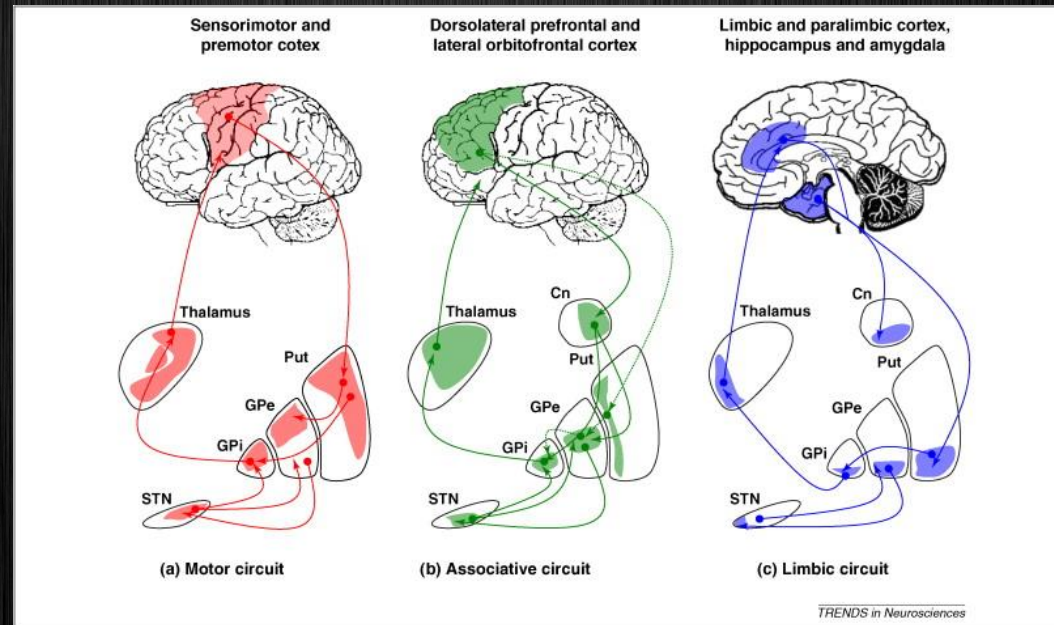 Sensorimotor and
premotor cotex
Dorsolateral prefrontal and
lateral orbitofrontal cortex
Limbic and paralimbic cortex,
hippocampus and amygdala
Thalamus
Put
GPe
GPi
STN
(a) Motor circuit
Cn
Thalamus
Put
GPe
GPi
STN
(b) Associative circuit
Cn
Thalamus
Put
GPe
GPi
STN
(c) Limbic circuit
TRENDS in Neurosciences